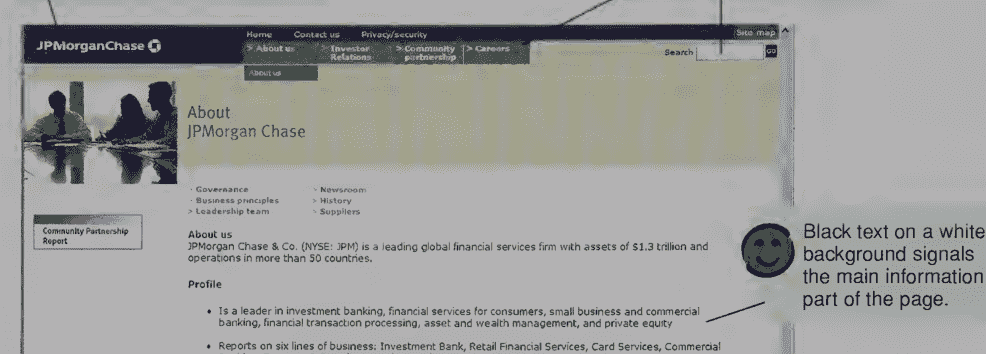 Home Contact us Privacy/security Site map
JPMorganChase
> About us > Investor Relations > Community partnership > Careers
Search GO
About us
About
JPMorgan Chase
· Governance > Newsroom
· Business principles > History
> Leadership team > Suppliers
Community Partnership
Report
About us
JPMorgan Chase & Co. (NYSE: JPM) is a leading global financial services firm with assets of $1.3 trillion and
operations in more than 50 countries.
Black text on a white
background signals
the main information
part of the page.
Profile
• Is a leader in investment banking, financial services for consumers, small business and commercial
banking, financial transaction processing, asset and wealth management, and private equity
• Reports on six lines of business: Investment Bank, Retail Financial Services, Card Services, Commercial